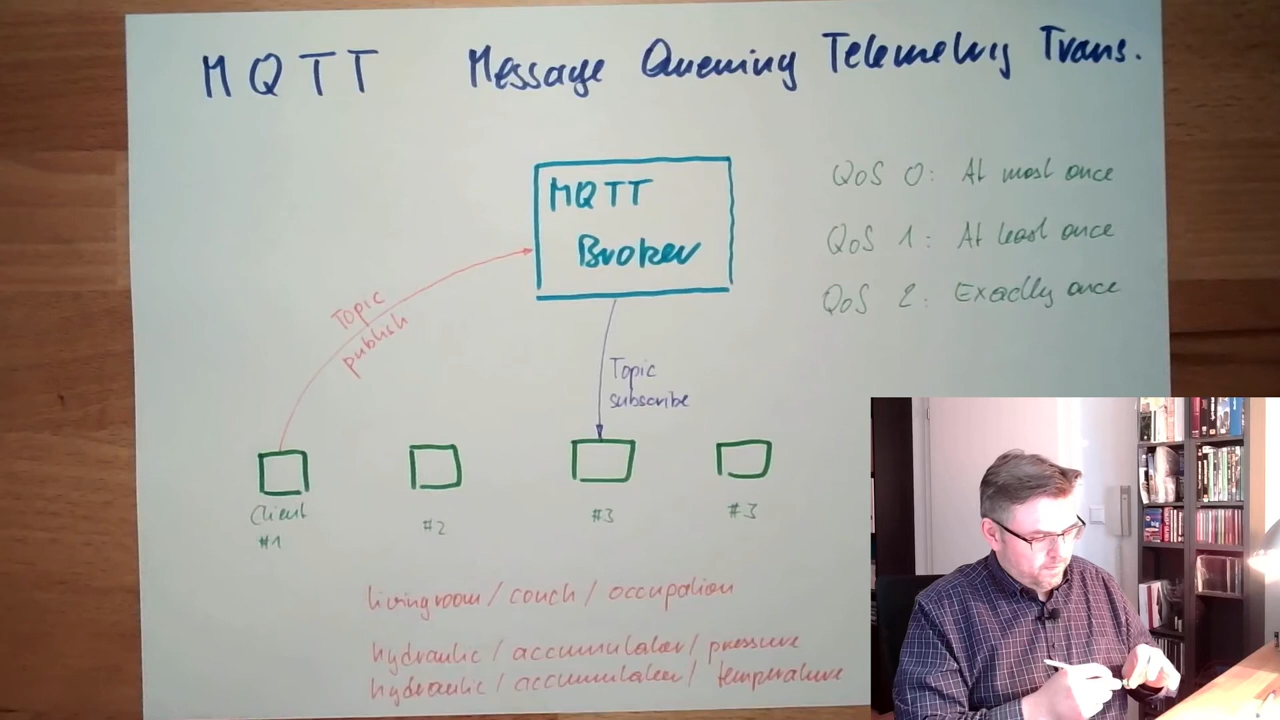 MQTT Message Queuing Telemetry Trans.
MQTT
Broker
QoS 0: At most once
QoS 1: At least once
QoS 2: Exactly once
Topic
publish
Topic
subscribe
Client
#1
#2
#3
#3
livingroom / couch / occupation
hydraulic / accumulator / pressure
hydraulic / accumulator / temperature